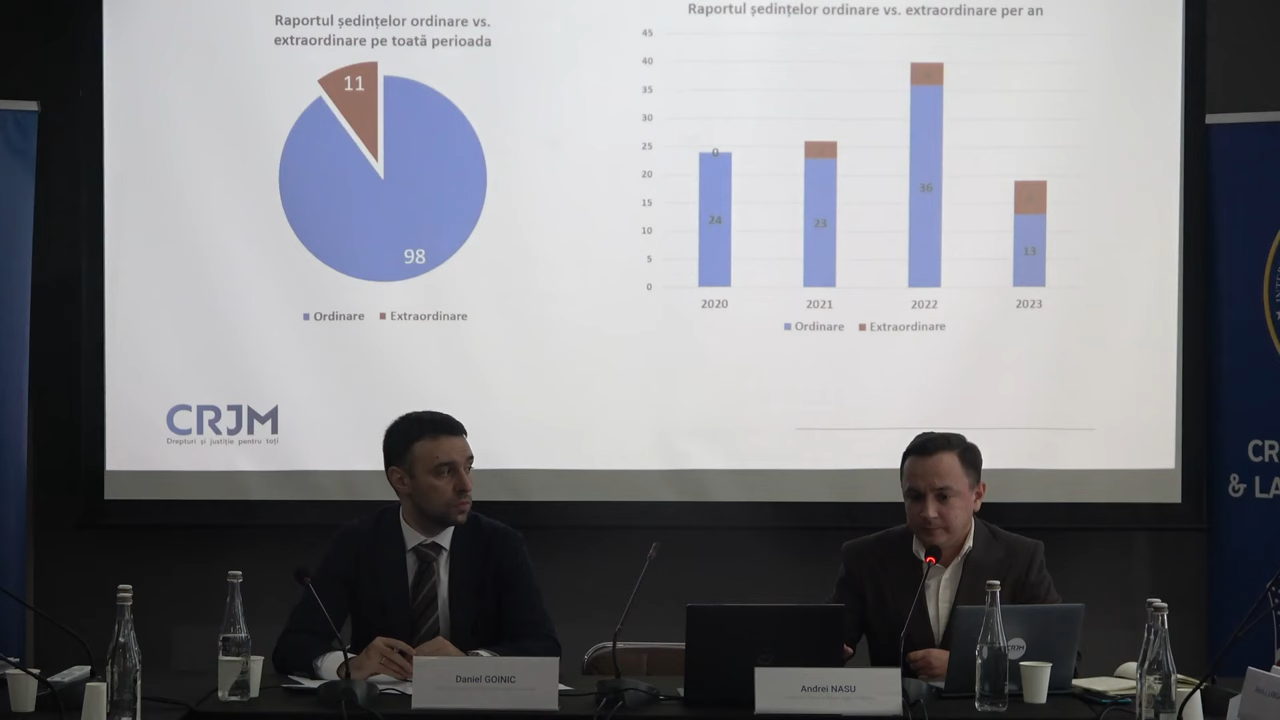 Raportul ședințelor ordinare vs.
extraordinare pe toată perioada
11
98
Ordinare
Extraordinare
Raportul ședințelor ordinare vs. extraordinare per an
45
40
35
30
25
20
15
10
5
0
0
24
23
36
13
2020
2021
2022
2023
Ordinare
Extraordinare
CRJM
Drepturi și justiție pentru toți
CR
& LA
Daniel GOINIC
Andrei NASU
CRJM